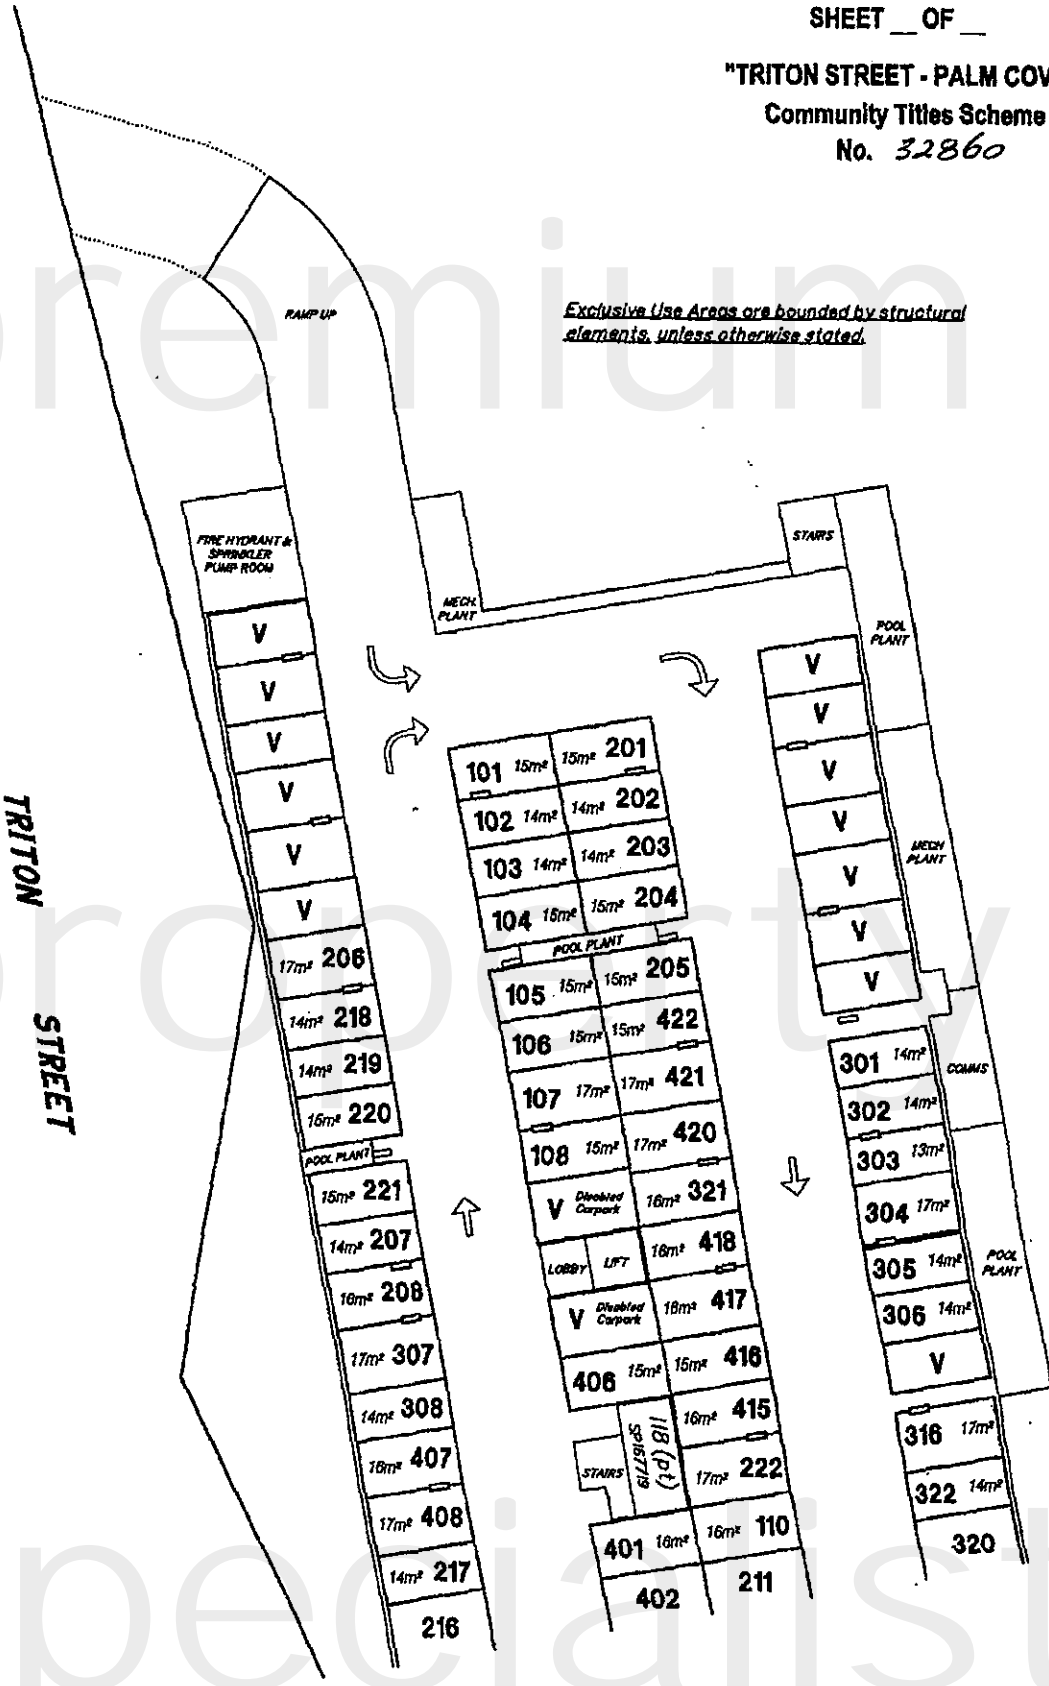 SHEET __ OF __
"TRITON STREET - PALM COV
Community Titles Scheme
No. 32860
Exclusive Use Areas are bounded by structural
elements, unless otherwise stated.
RAMP UP
FIRE HYDRANT &
SPRINKLER
PUMP ROOM
MECH.
PLANT
STAIRS
POOL
PLANT
MECH
PLANT
COMMS
POOL
PLANT
TRITON
STREET
V
V
V
V
V
V
17m² 206
14m² 218
14m² 219
15m² 220
POOL PLANT
15m² 221
14m² 207
16m² 208
17m² 307
14m² 308
16m² 407
17m² 408
14m² 217
216
101 15m² 15m² 201
102 14m² 14m² 202
103 14m² 14m² 203
104 15m² 15m² 204
POOL PLANT
105 15m² 15m² 205
106 15m² 15m² 422
107 17m² 17m² 421
108 15m² 17m² 420
V Disabled
Carpark
16m² 321
LOBBY LIFT
16m² 418
V Disabled
Carpark
16m² 417
406 15m² 15m² 416
16m² 415
STAIRS
118 (pt)
SP167719
17m² 222
401 16m² 16m² 110
402 211
V
V
V
V
V
V
V
301 14m²
302 14m²
303 13m²
304 17m²
305 14m²
306 14m²
V
316 17m²
322 14m²
320
premium
property
specialist